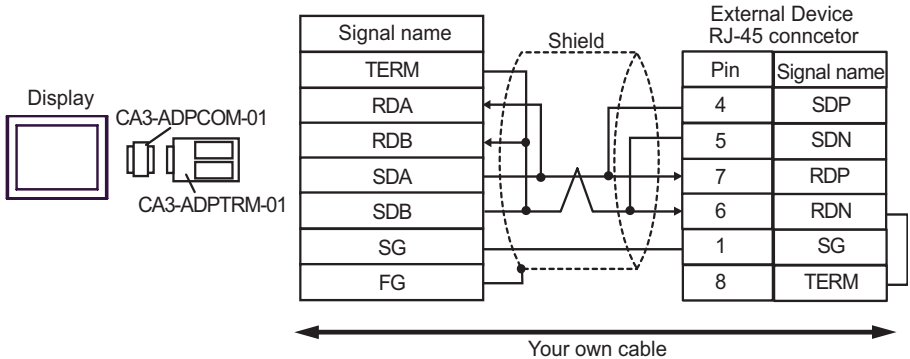 External Device
RJ-45 conncetor
Signal name
Shield
Pin
Signal name
TERM
Display
RDA
4
SDP
CA3-ADPCOM-01
RDB
5
SDN
SDA
7
RDP
CA3-ADPTRM-01
SDB
6
RDN
SG
1
SG
FG
8
TERM
Your own cable